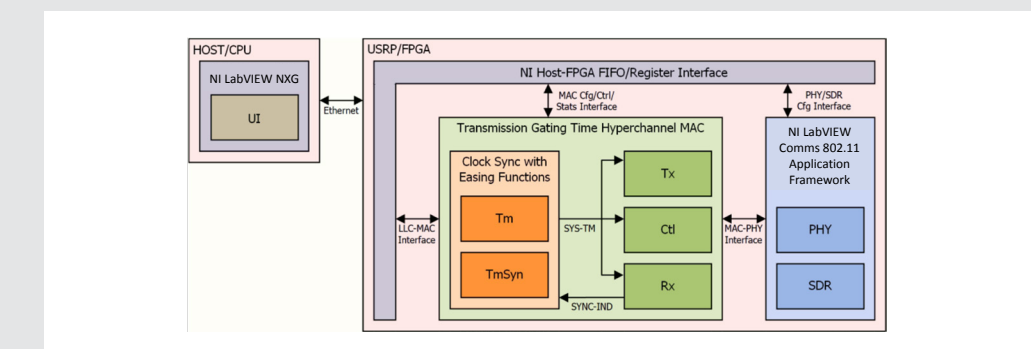 HOST/CPU
NI LabVIEW NXG
UI
Ethernet
USRP/FPGA
NI Host-FPGA FIFO/Register Interface
MAC Cfg/Ctrl/
Stats Interface
PHY/SDR
Cfg Interface
Transmission Gating Time Hyperchannel MAC
Clock Sync with
Easing Functions
Tm
TmSyn
LLC-MAC
Interface
SYS-TM
SYNC-IND
Tx
Ctl
Rx
MAC-PHY
Interface
NI LabVIEW
Comms 802.11
Application
Framework
PHY
SDR